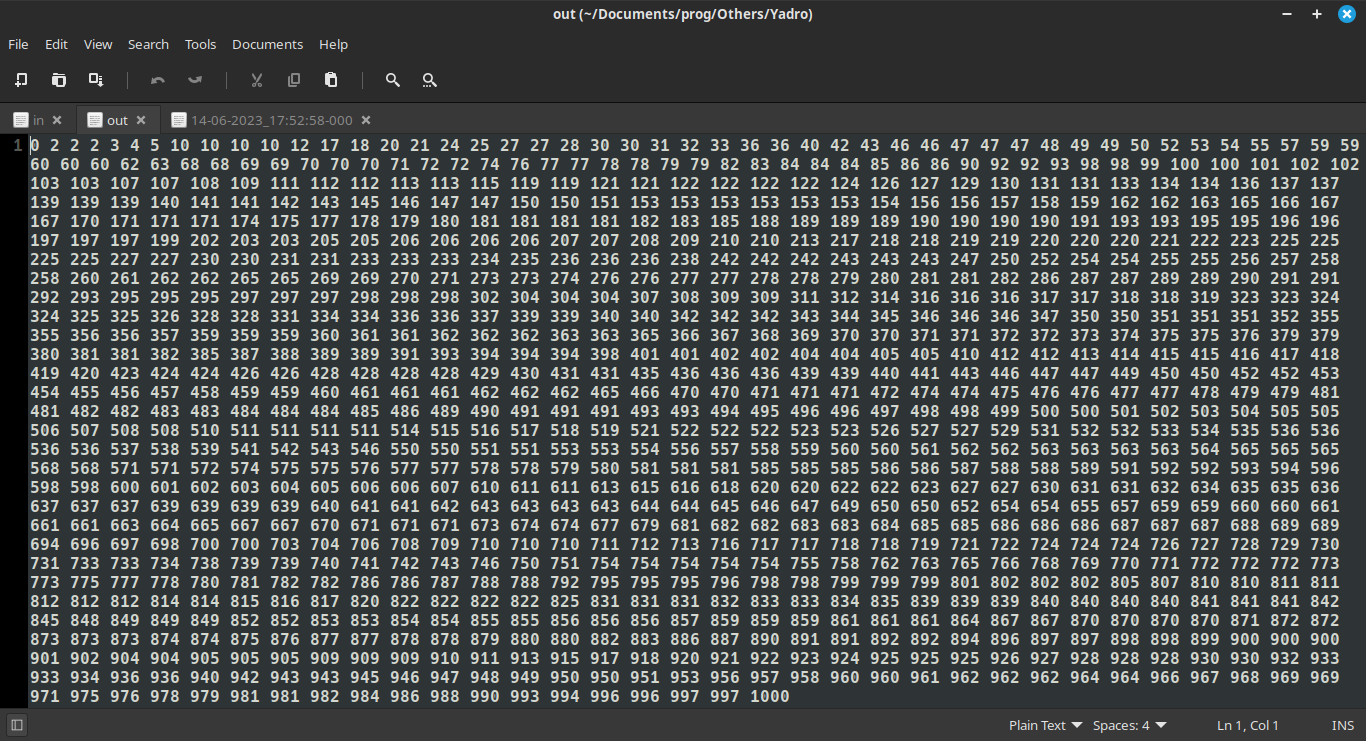 out (~/Documents/prog/Others/Yadro)
File Edit View Search Tools Documents Help
in out 14-06-2023_17:52:58-000
1 0 2 2 2 3 4 5 10 10 10 10 12 17 18 20 21 24 25 27 27 28 30 30 31 32 33 36 36 40 42 43 46 46 47 47 47 48 49 49 50 52 53 54 55 57 59 59
60 60 60 62 63 68 68 69 69 70 70 70 71 72 72 74 76 77 77 78 78 79 79 82 83 84 84 84 85 86 86 90 92 92 93 98 98 99 100 100 101 102 102
103 103 107 107 108 109 111 112 112 113 113 115 119 119 121 121 122 122 122 122 124 126 127 129 130 131 131 133 134 134 136 137 137
139 139 139 140 141 141 142 143 145 146 147 147 150 150 151 153 153 153 153 153 153 154 156 156 157 158 159 162 162 163 165 166 167
167 170 171 171 171 174 175 177 178 179 180 181 181 181 181 182 183 185 188 189 189 189 190 190 190 190 191 193 193 195 195 196 196
197 197 197 199 202 203 203 205 205 206 206 206 206 207 207 208 209 210 210 213 217 218 218 219 219 220 220 220 221 222 223 225 225
225 225 227 227 230 230 231 231 233 233 233 234 235 236 236 236 238 242 242 242 243 243 243 247 250 252 254 254 255 255 256 257 258
258 260 261 262 262 265 265 269 269 270 271 273 273 274 276 276 277 277 278 278 279 280 281 281 282 286 287 287 289 289 290 291 291
292 293 295 295 295 297 297 297 298 298 298 302 304 304 304 307 308 309 309 311 312 314 316 316 316 317 317 318 318 319 323 323 324
324 325 325 326 328 328 331 334 334 336 336 337 339 339 340 340 342 342 342 343 344 345 346 346 346 347 350 350 351 351 351 352 355
355 356 356 357 359 359 359 360 361 361 362 362 362 363 363 365 366 367 368 369 370 370 371 371 372 372 373 374 375 375 376 379 379
380 381 381 382 385 387 388 389 389 391 393 394 394 394 398 401 401 402 402 404 404 405 405 410 412 412 413 414 415 415 416 417 418
419 420 423 424 424 426 426 428 428 428 428 429 430 431 431 435 436 436 436 439 439 440 441 443 446 447 447 449 450 450 452 452 453
454 455 456 457 458 459 459 460 461 461 461 462 462 462 465 466 470 470 471 471 471 472 474 474 475 476 476 477 477 478 479 479 481
481 482 482 483 483 484 484 484 485 486 489 490 491 491 491 493 493 494 495 496 496 497 498 498 499 500 500 501 502 503 504 505 505
506 507 508 508 510 511 511 511 511 514 515 516 517 518 519 521 522 522 522 523 523 526 527 527 529 531 532 532 533 534 535 536 536
536 536 537 538 539 541 542 543 546 550 550 551 551 553 553 554 557 558 559 560 560 561 562 562 563 563 563 563 564 565 565
568 568 571 571 572 574 575 575 576 577 577 578 578 579 580 581 581 581 585 585 585 586 586 587 588 588 589 591 592 592 593 594 596
598 598 600 601 602 603 604 605 606 606 607 610 611 611 613 615 616 618 620 620 622 622 623 627 627 630 631 631 632 634 635 635 636
637 637 637 639 639 639 639 640 641 641 642 643 643 643 643 644 644 645 646 647 649 650 650 652 654 654 655 657 659 659 660 660 661
661 661 663 664 665 667 667 670 671 671 671 673 674 674 677 679 681 682 682 683 683 684 685 685 686 686 686 687 687 687 688 689 689
694 696 697 698 700 700 703 704 706 708 709 710 710 710 711 712 713 716 717 717 718 718 719 721 722 724 724 724 726 727 728 729 730
731 733 733 734 738 739 739 740 741 742 743 746 750 751 754 754 754 754 754 755 758 762 763 765 766 768 769 770 771 772 772 772 773
773 775 777 778 780 781 782 782 786 786 787 788 788 792 795 795 795 796 798 798 799 799 799 801 802 802 802 805 807 810 810 811 811
812 812 812 814 814 815 816 817 820 822 822 822 822 825 831 831 831 832 833 833 834 835 839 839 839 840 840 840 840 841 841 841 842
845 848 849 849 849 852 852 853 853 854 854 855 855 856 856 856 857 859 859 859 861 861 861 864 867 867 870 870 870 870 871 872 872
873 873 873 874 874 875 876 877 877 878 878 879 880 880 882 883 886 887 890 891 891 892 892 894 896 897 897 898 898 899 900 900 900
901 902 904 904 905 905 905 909 909 909 910 911 913 915 917 918 920 921 922 923 924 925 925 925 926 927 928 928 928 930 930 932 933
933 934 936 936 940 942 943 943 945 946 947 948 949 950 950 951 953 956 957 958 960 960 961 962 962 962 964 964 966 967 968 969 969
971 975 976 978 979 981 981 982 984 986 988 990 993 994 996 996 997 997 1000
Plain Text Spaces: 4 Ln 1, Col 1 INS